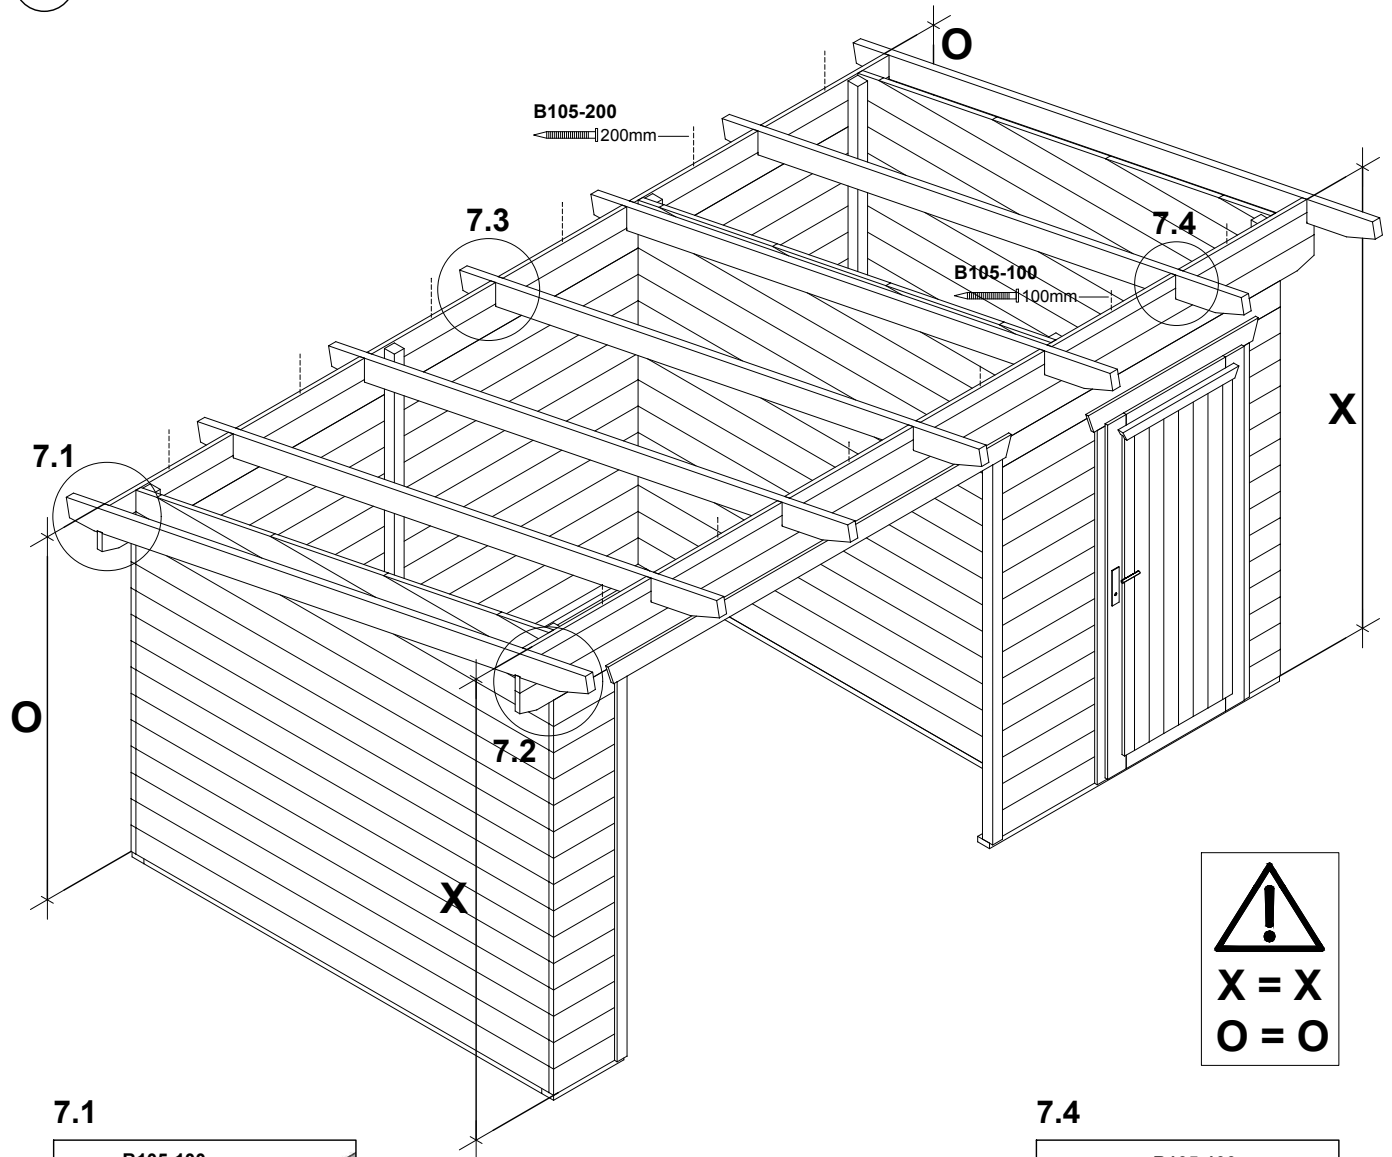 O
B105-200
200mm
7.3
7.4
B105-100
100mm
X
7.1
O
7.2
X
X = X
O = O
7.1
7.4